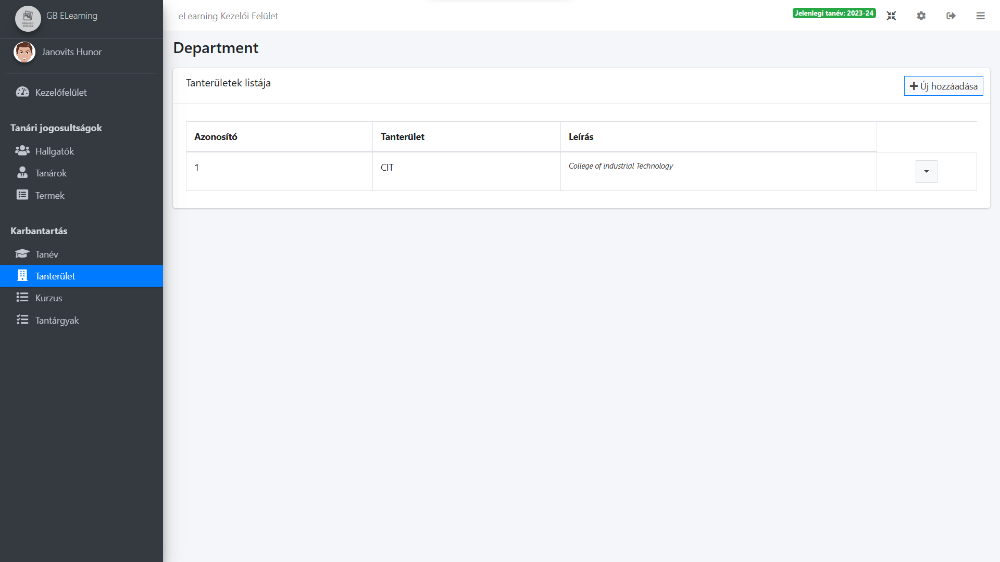 GB ELearning
eLearning Kezelői Felület
Jelenlegi tanév: 2023-24
Janovits Hunor
Kezelőfelület
Tanári jogosultságok
Hallgatók
Tanárok
Termek
Karbantartás
Tanév
Tanterület
Kurzus
Tantárgyak
Department
Tanterületek listája
Új hozzáadása
Azonosító Tanterület Leírás
1 CIT College of industrial Technology